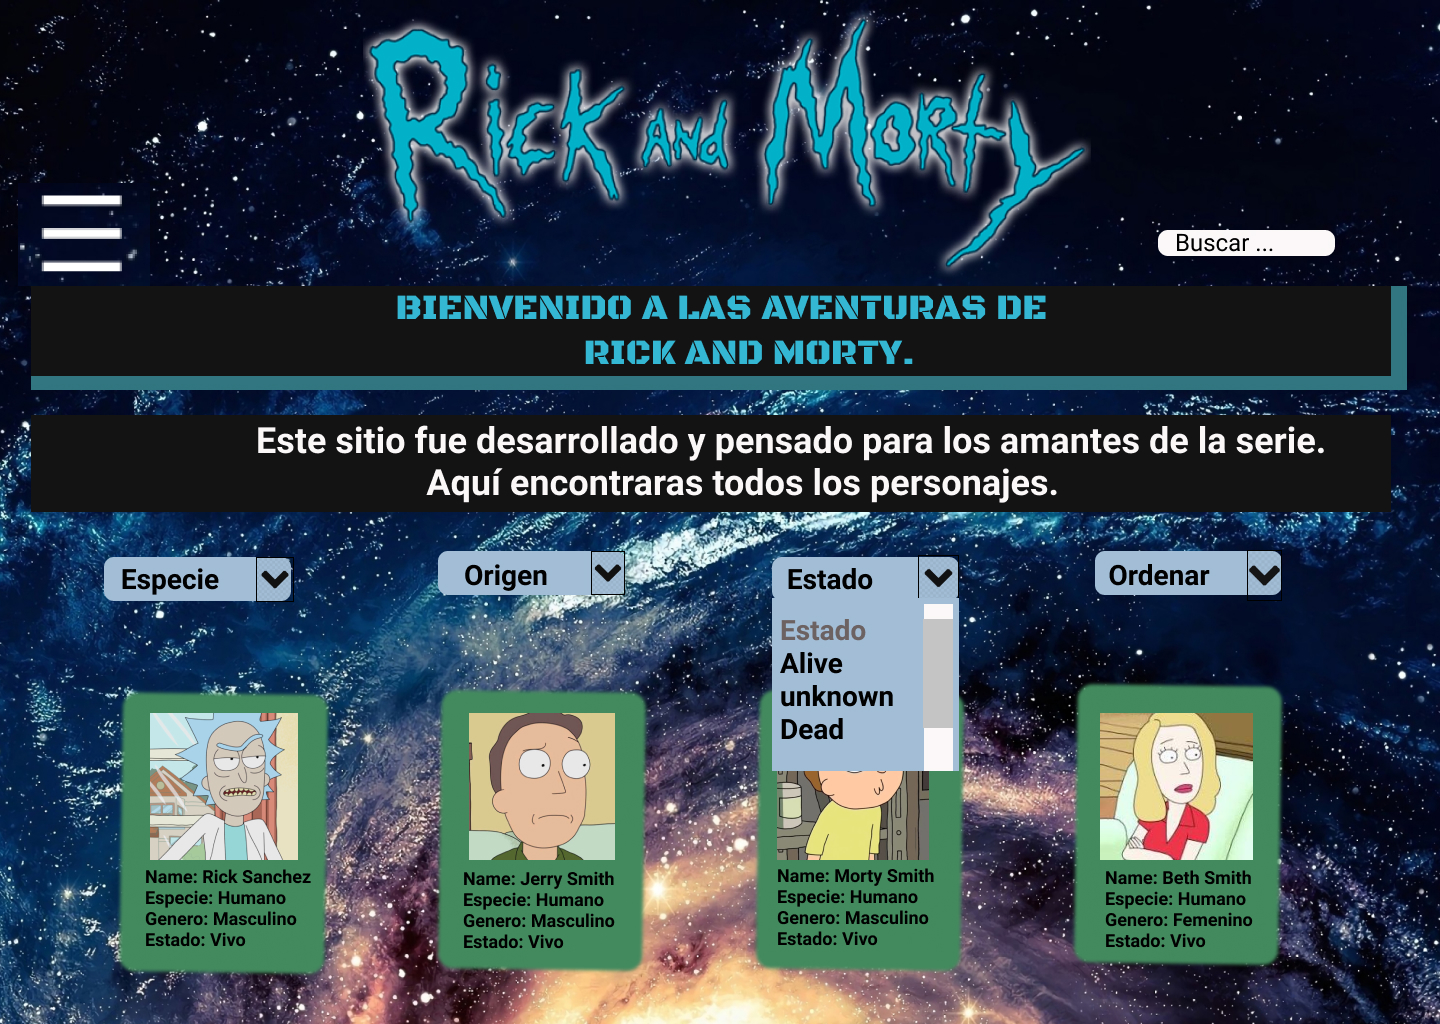 Rick and Morty
Buscar ...
BIENVENIDO A LAS AVENTURAS DE
RICK AND MORTY.
Este sitio fue desarrollado y pensado para los amantes de la serie.
Aquí encontraras todos los personajes.
Especie
Origen
Estado
Ordenar
Estado
Alive
unknown
Dead
Name: Rick Sanchez
Especie: Humano
Genero: Masculino
Estado: Vivo
Name: Jerry Smith
Especie: Humano
Genero: Masculino
Estado: Vivo
Name: Morty Smith
Especie: Humano
Genero: Masculino
Estado: Vivo
Name: Beth Smith
Especie: Humano
Genero: Femenino
Estado: Vivo